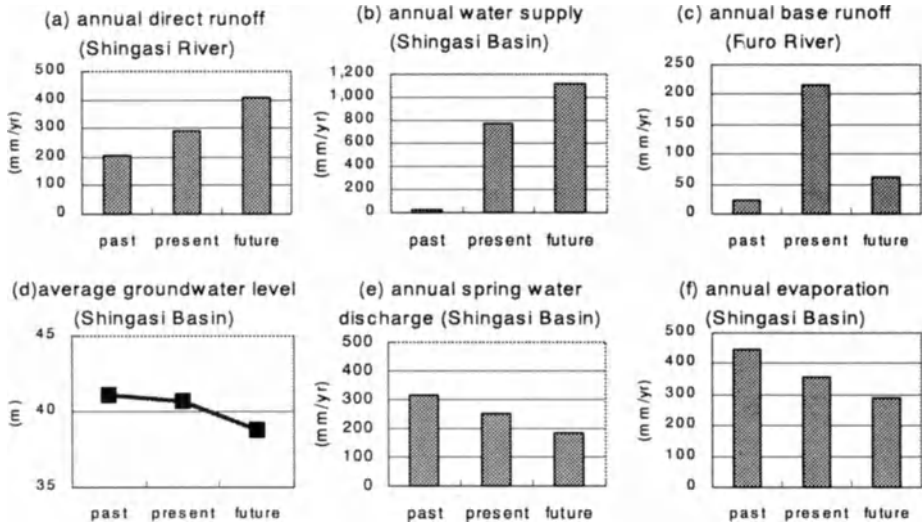 (a) annual direct runoff
(Shingasi River)
500
400
300
200
100
0
(mm/yr)
past present future
(b) annual water supply
(Shingasi Basin)
1,200
1,000
800
600
400
200
0
(mm/yr)
past present future
(c) annual base runoff
(Furo River)
250
200
150
100
50
0
(mm/yr)
past present future
(d)average groundwater level
(Shingasi Basin)
45
40
35
(m)
past present future
(e) annual spring water
discharge (Shingasi Basin)
500
400
300
200
100
0
(mm/yr)
past present future
(f) annual evaporation
(Shingasi Basin)
500
400
300
200
100
0
(mm/yr)
past present future